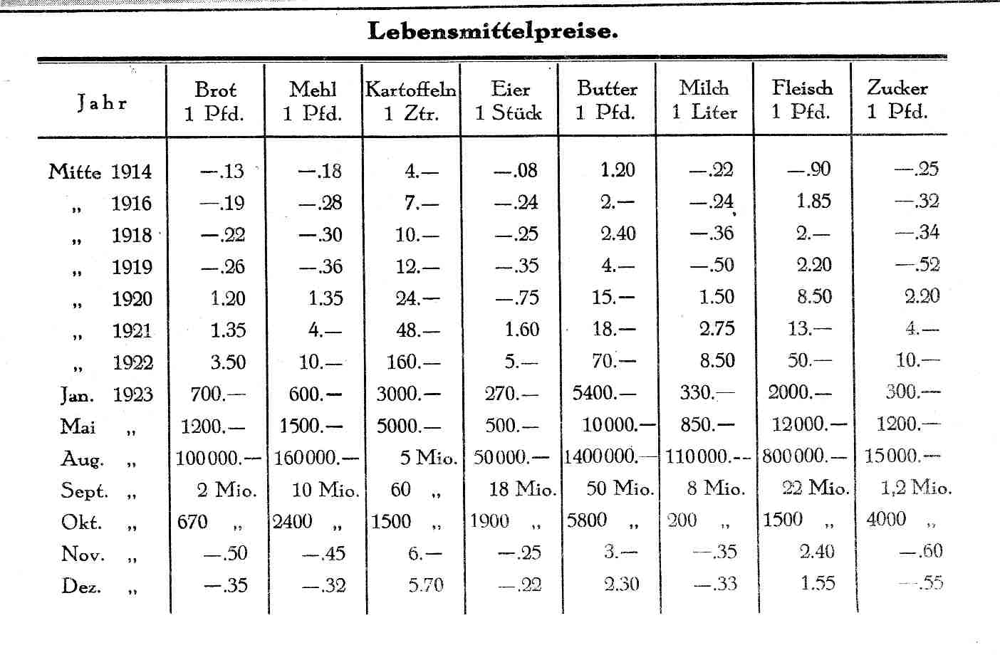 Lebensmittelpreise.
Jahr Brot Mehl Kartoffeln Eier Butter Milch Fleisch Zucker
1 Pfd. 1 Pfd. 1 Ztr. 1 Stück 1 Pfd. 1 Liter 1 Pfd. 1 Pfd.
Mitte 1914 —.13 —.18 4.— —.08 1.20 —.22 —.90 —.25
„ 1916 —.19 —.28 7.— —.24 2.— —.24 1.85 —.32
„ 1918 —.22 —.30 10.— —.25 2.40 —.36 2.— —.34
„ 1919 —.26 —.36 12.— —.35 4.— —.50 2.20 —.52
„ 1920 1.20 1.35 24.— —.75 15.— 1.50 8.50 2.20
„ 1921 1.35 4.— 48.— 1.60 18.— 2.75 13.— 4.—
„ 1922 3.50 10.— 160.— 5.— 70.— 8.50 50.— 10.—
Jan. 1923 700.— 600.— 3000.— 270.— 5400.— 330.— 2000.— 300.—
Mai „ 1200.— 1500.— 5000.— 500.— 10000.— 850.— 12000.— 1200.—
Aug. „ 100000.— 160000.— 5 Mio. 50000.— 1400000.— 110000.-- 800000.— 15000.—
Sept. „ 2 Mio. 10 Mio. 60 „ 18 Mio. 50 Mio. 8 Mio. 22 Mio. 1,2 Mio.
Okt. „ 670 „ 2400 „ 1500 „ 1900 „ 5800 „ 200 „ 1500 „ 4000 „
Nov. „ —.50 —.45 6.— —.25 3.— —.35 2.40 —.60
Dez. „ —.35 —.32 5.70 —.22 2.30 —.33 1.55 —.55